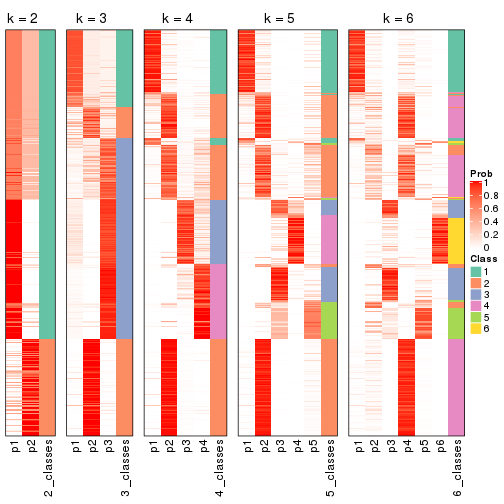 k = 2
k = 3
k = 4
k = 5
k = 6
p1
p2
2_classes
p1
p2
p3
3_classes
p1
p2
p3
p4
4_classes
p1
p2
p3
p4
p5
5_classes
p1
p2
p3
p4
p5
p6
6_classes
Prob
1
0.8
0.6
0.4
0.2
0
Class
1
2
3
4
5
6